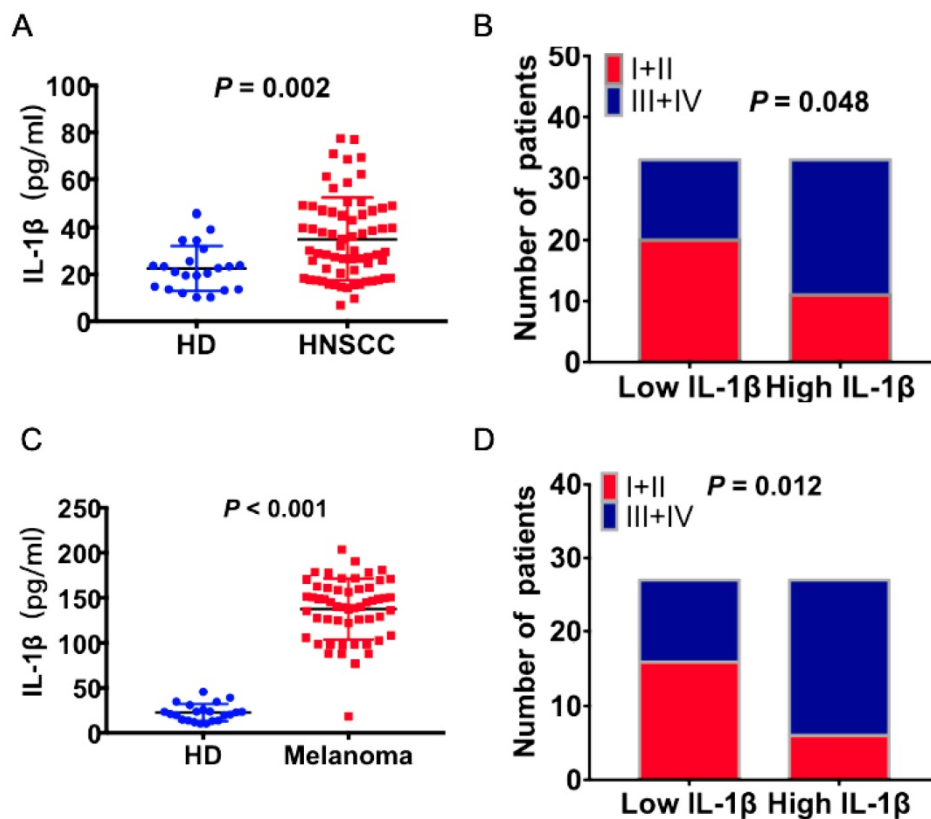 A
P = 0.002
IL-1β (pg/ml)
100
80
60
40
20
0
HD HNSCC
B
I+II
III+IV
P = 0.048
Number of patients
50
40
30
20
10
0
Low IL-1β High IL-1β
C
P < 0.001
IL-1β (pg/ml)
250
200
150
100
50
0
HD Melanoma
D
I+II
III+IV
P = 0.012
Number of patients
40
30
20
10
0
Low IL-1β High IL-1β